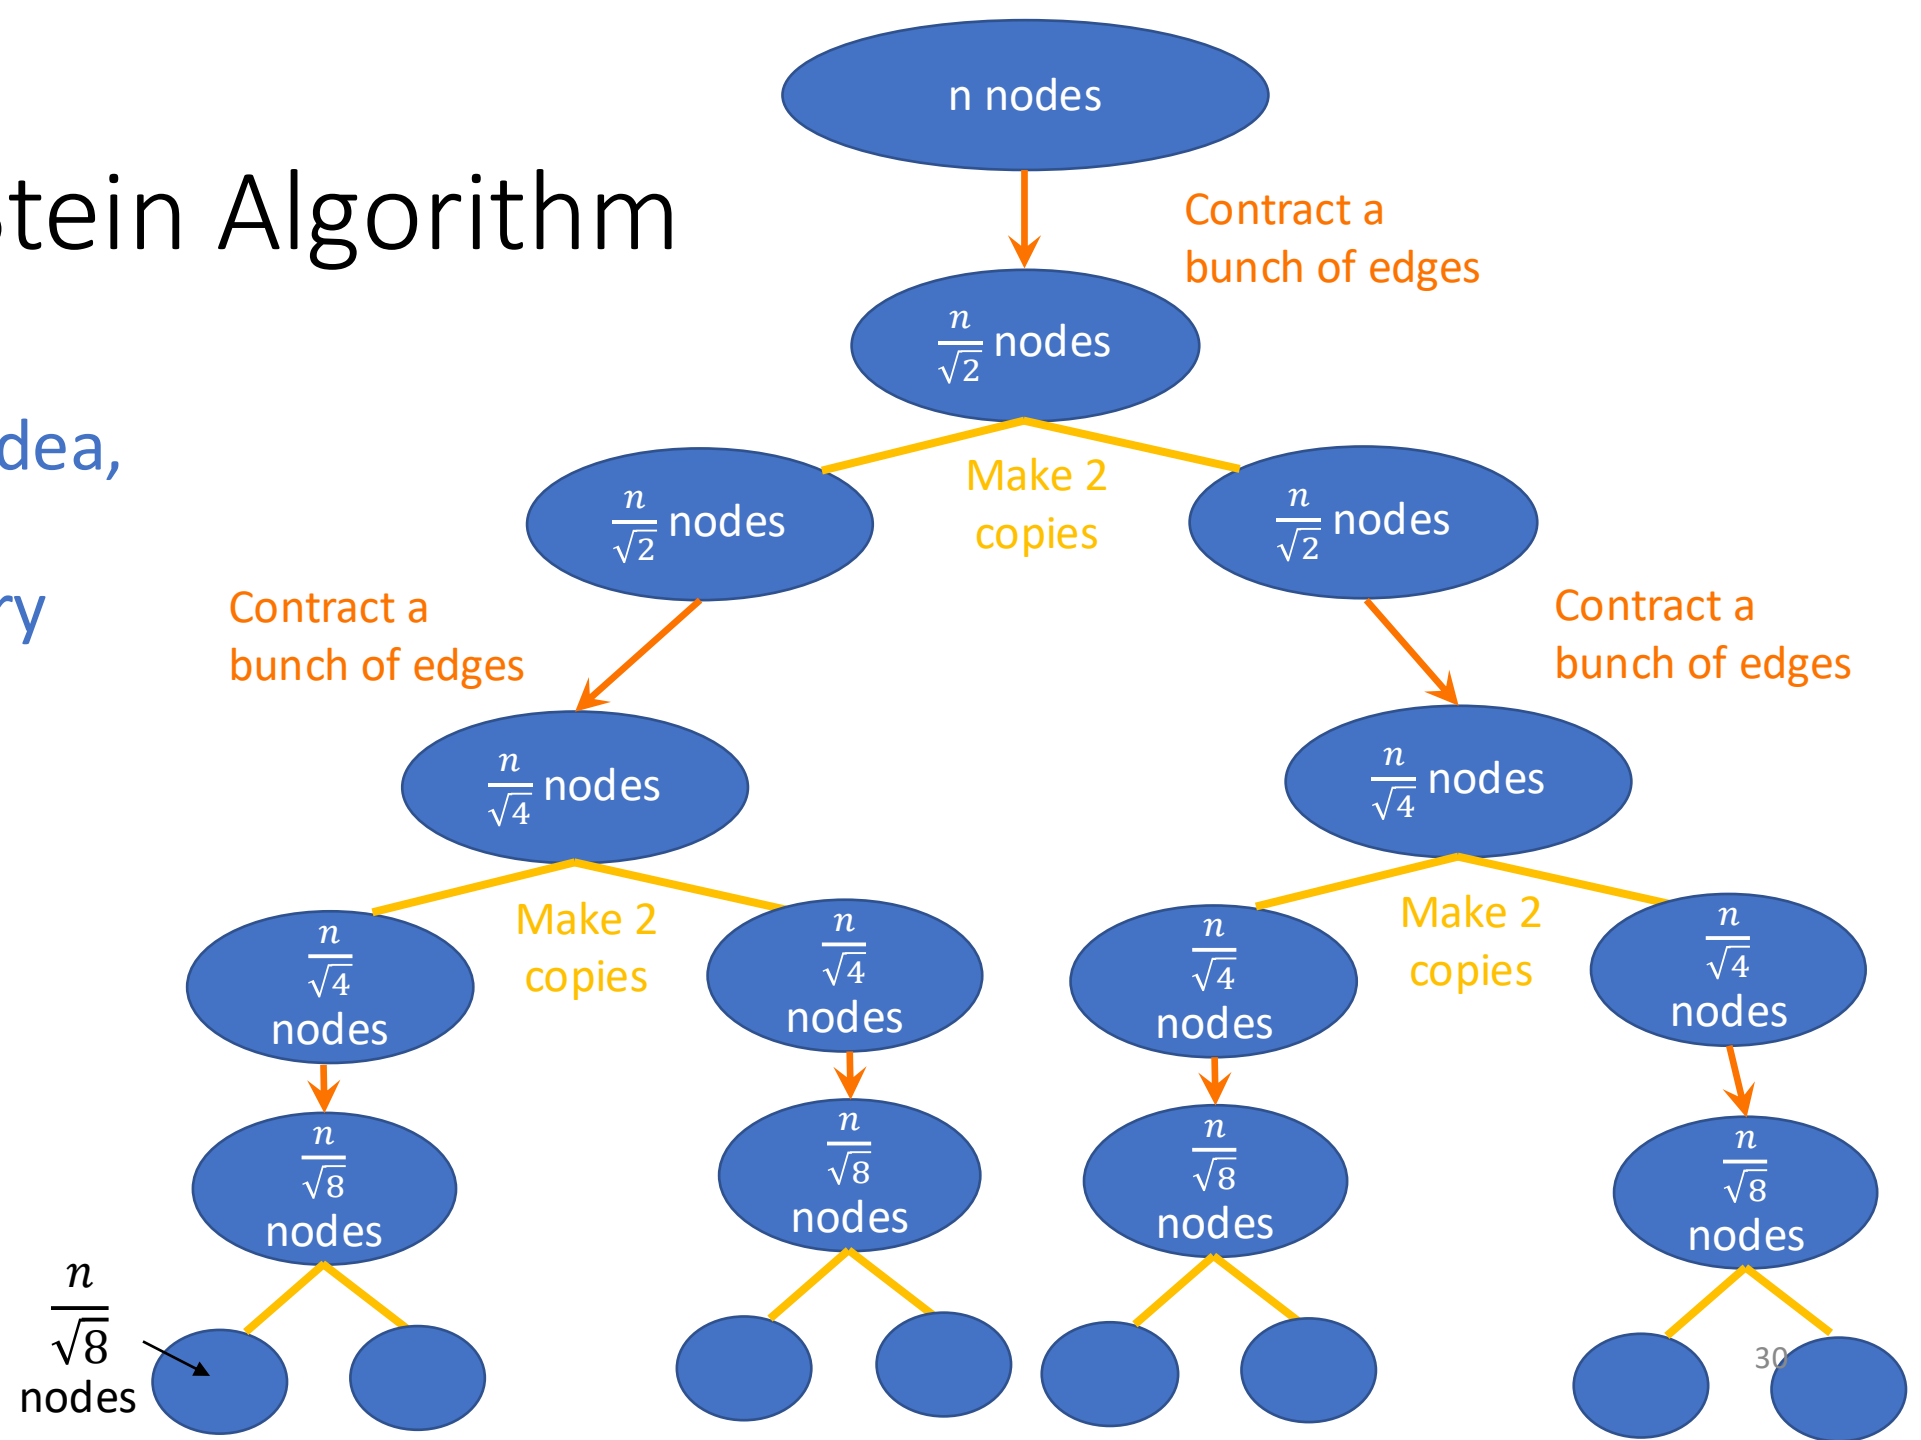 n nodes
stein Algorithm
Contract a
bunch of edges
n/√2 nodes
dea,
Make 2
copies
n/√2 nodes
n/√2 nodes
ry
Contract a
bunch of edges
Contract a
bunch of edges
n/√4 nodes
n/√4 nodes
Make 2
copies
Make 2
copies
n/√4
nodes
n/√4
nodes
n/√4
nodes
n/√4
nodes
n/√8
nodes
n/√8
nodes
n/√8
nodes
n/√8
nodes
n/√8
nodes
30